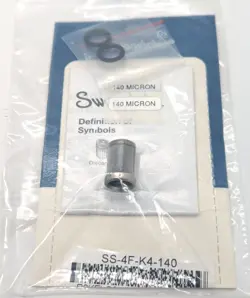 140 MICRON
Sw
140 MICRON
Definition of
Symbols
SS-4F-K4-140